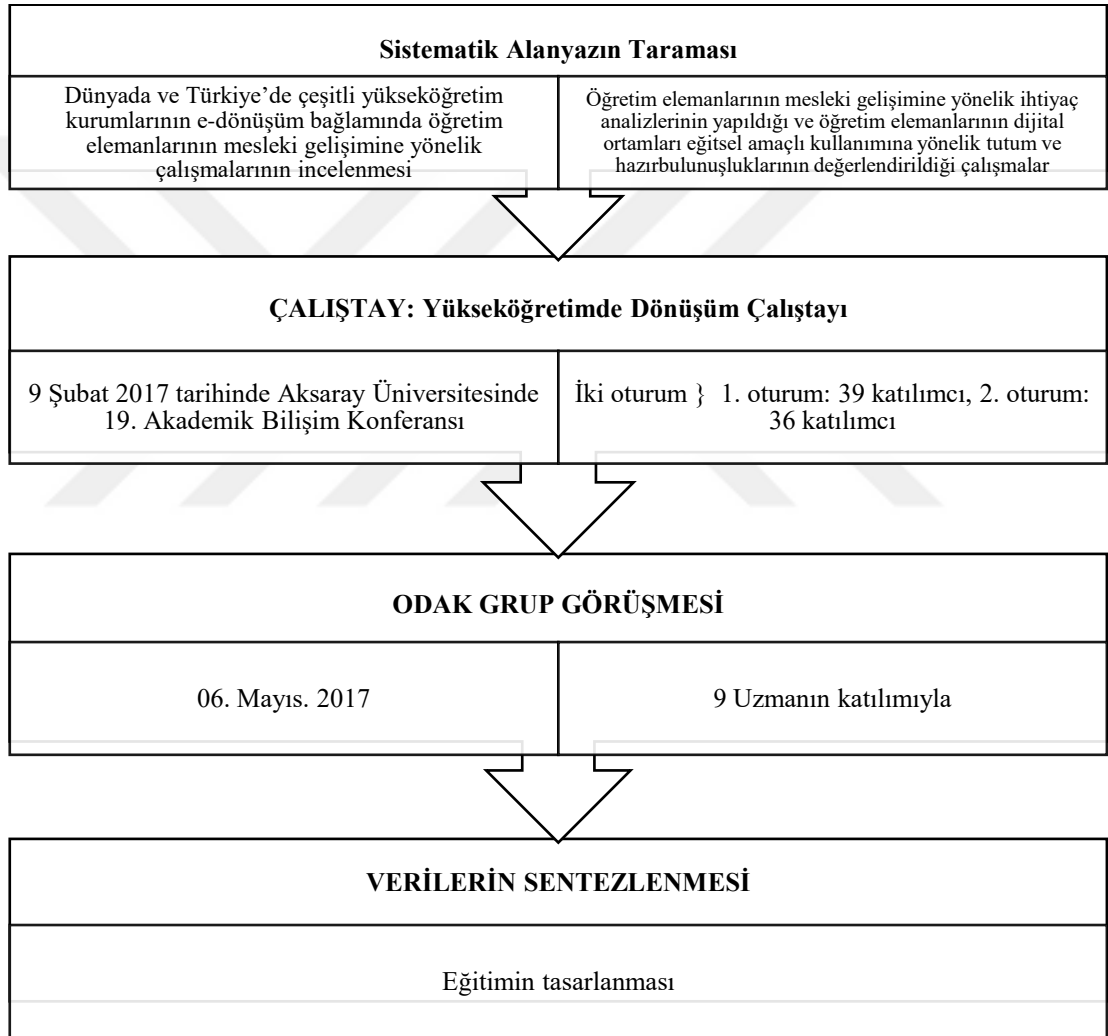 Sistematik Alanyazın Taraması
Dünyada ve Türkiye’de çeşitli yükseköğretim
kurumlarının e-dönüşüm bağlamında öğretim
elemanlarının mesleki gelişimine yönelik
çalışmalarının incelenmesi
Öğretim elemanlarının mesleki gelişimine yönelik ihtiyaç
analizlerinin yapıldığı ve öğretim elemanlarının dijital
ortamları eğitsel amaçlı kullanımına yönelik tutum ve
hazırbulunuşluklarının değerlendirildiği çalışmalar
ÇALIŞTAY: Yükseköğretimde Dönüşüm Çalıştayı
9 Şubat 2017 tarihinde Aksaray Üniversitesinde
19. Akademik Bilişim Konferansı
İki oturum } 1. oturum: 39 katılımcı, 2. oturum:
36 katılımcı
ODAK GRUP GÖRÜŞMESİ
06. Mayıs. 2017
9 Uzmanın katılımıyla
VERİLERİN SENTEZLENMESİ
Eğitimin tasarlanması